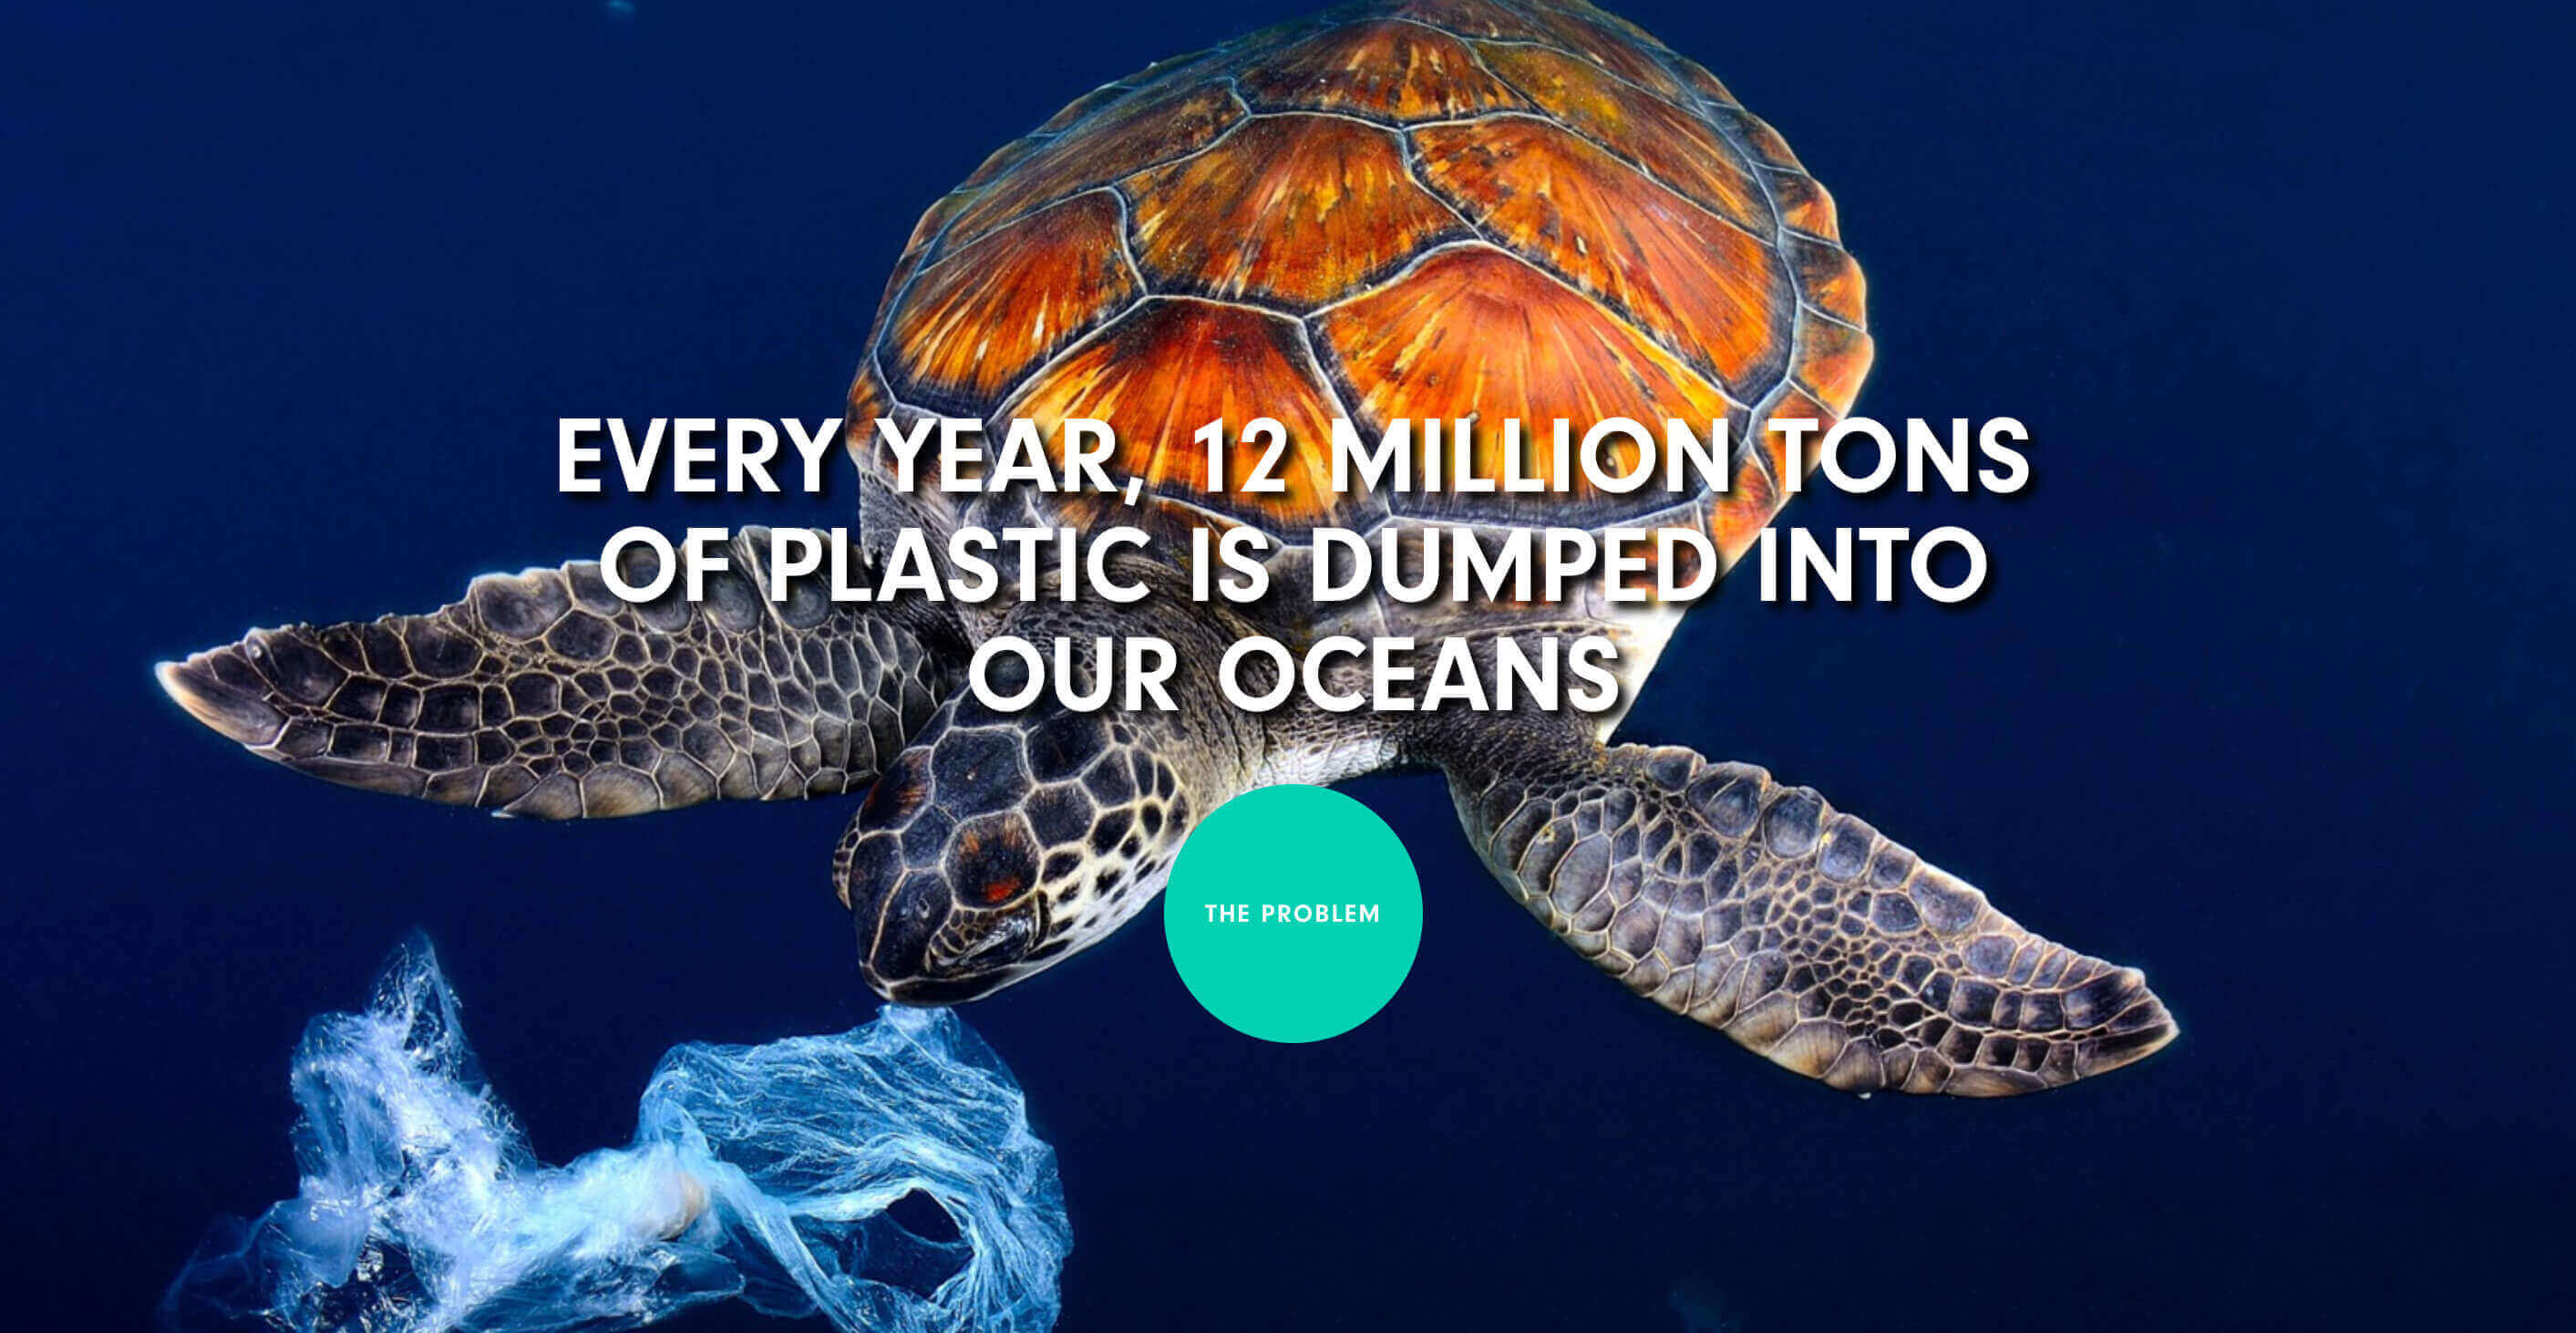 EVERY YEAR, 12 MILLION TONS
OF PLASTIC IS DUMPED INTO
OUR OCEANS
THE PROBLEM